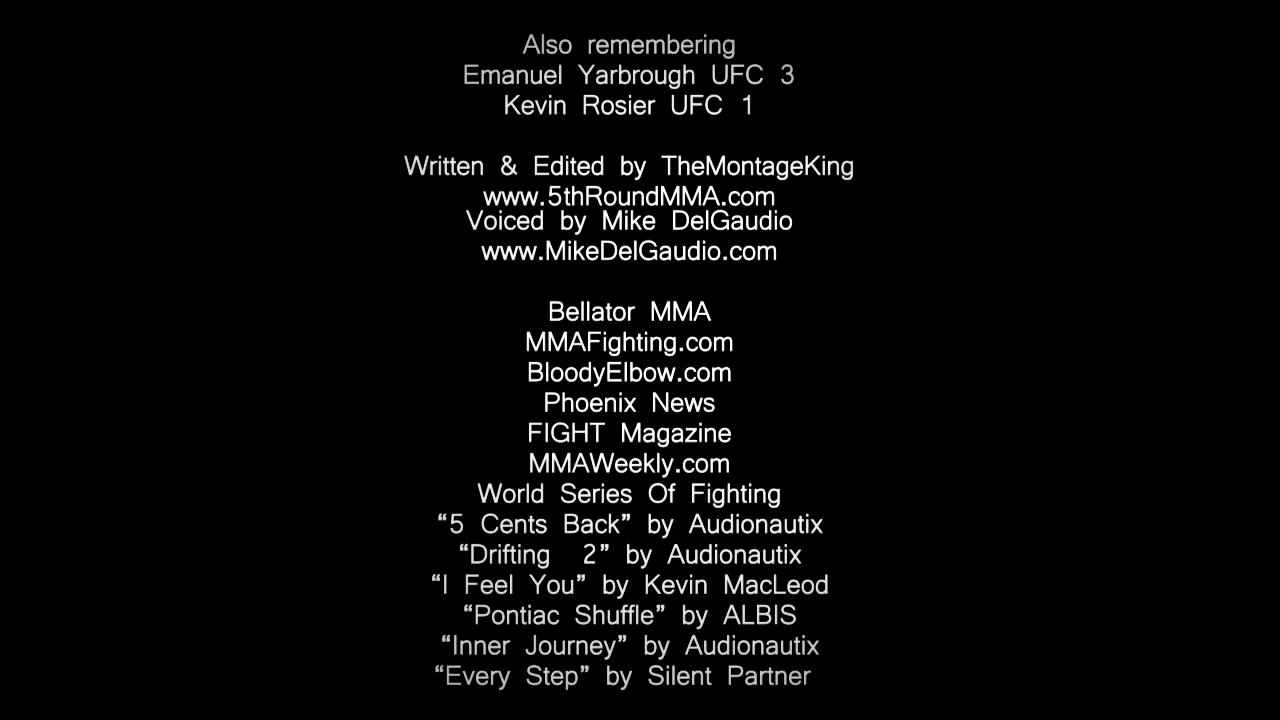 Also remembering
Emanuel Yarbrough UFC 3
Kevin Rosier UFC 1
Written & Edited by TheMontageKing
www.5thRoundMMA.com
Voiced by Mike DelGaudio
www.MikeDelGaudio.com
Bellator MMA
MMAFighting.com
BloodyElbow.com
Phoenix News
FIGHT Magazine
MMAWeekly.com
World Series Of Fighting
“5 Cents Back” by Audionautix
“Drifting 2” by Audionautix
“I Feel You” by Kevin MacLeod
“Pontiac Shuffle” by ALBIS
“Inner Journey” by Audionautix
“Every Step” by Silent Partner